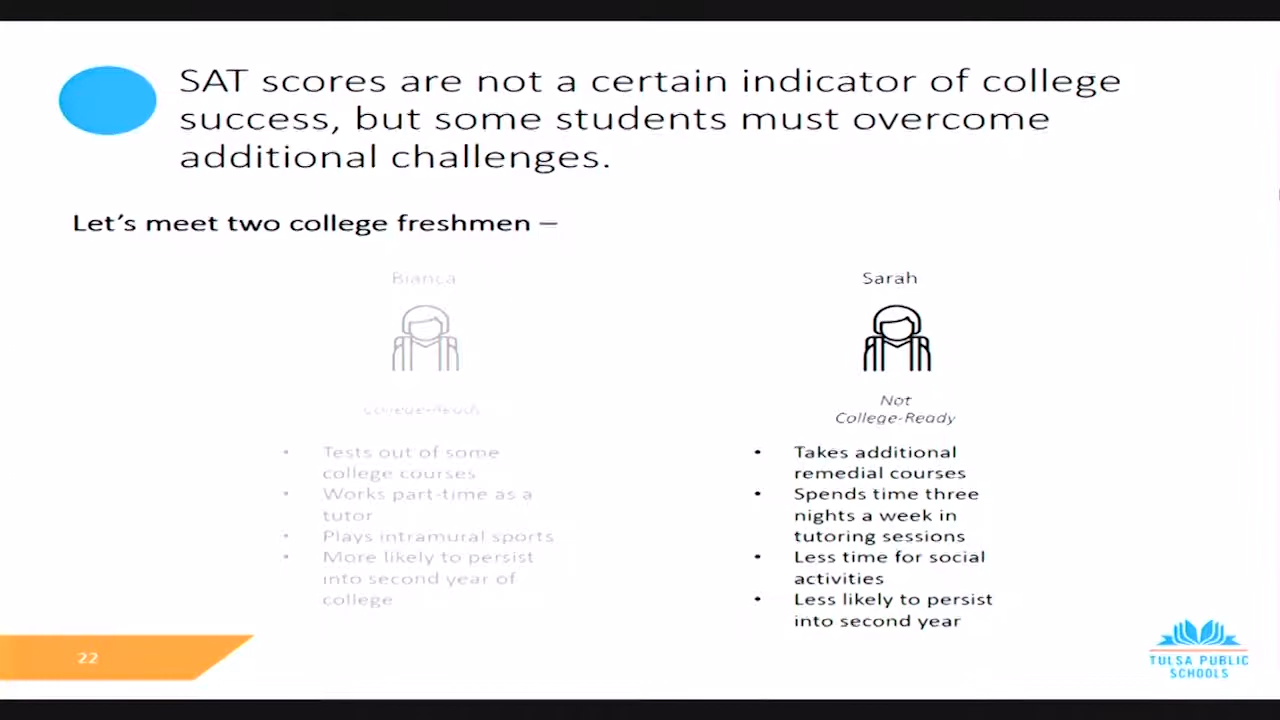 SAT scores are not a certain indicator of college
success, but some students must overcome
additional challenges.
Let's meet two college freshmen –
Bianca
College-Ready
• Tests out of some
college courses
• Works part-time as a
tutor
• Plays intramural sports
• More likely to persist
into second year of
college
Sarah
Not
College-Ready
• Takes additional
remedial courses
• Spends time three
nights a week in
tutoring sessions
• Less time for social
activities
• Less likely to persist
into second year
22
TULSA PUBLIC
SCHOOLS